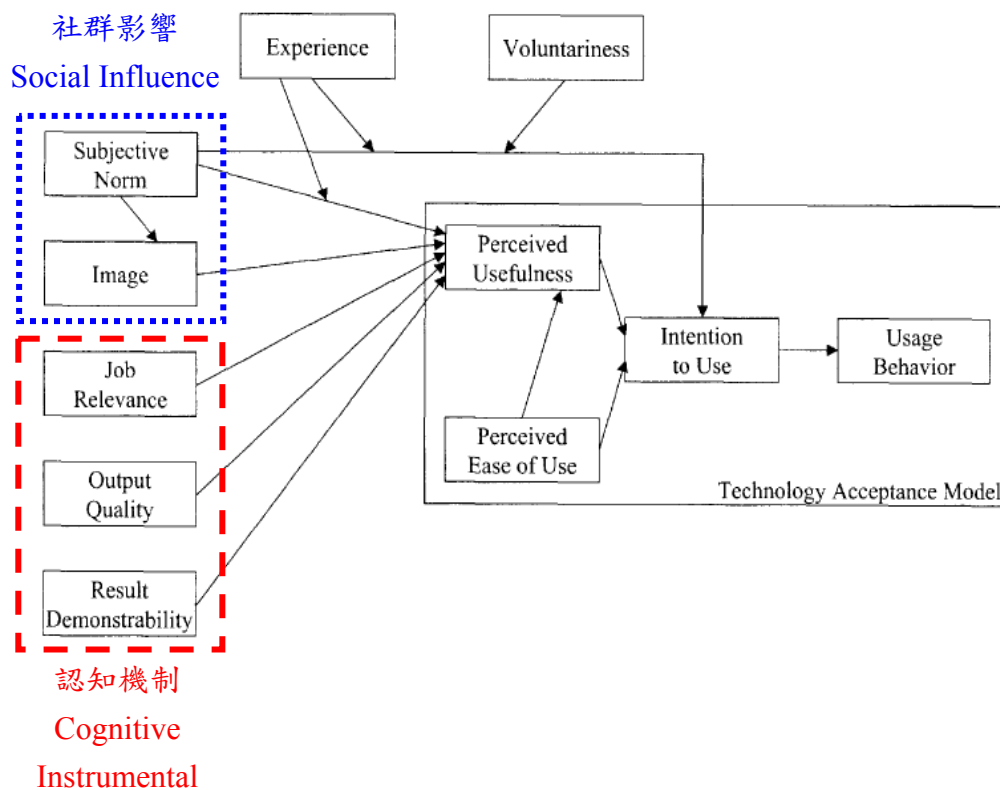 社群影響
Social Influence
Experience
Voluntariness
Subjective
Norm
Image
Perceived
Usefulness
Job
Relevance
Intention
to Use
Usage
Behavior
Perceived
Ease of Use
Output
Quality
Technology Acceptance Model
Result
Demonstrability
認知機制
Cognitive
Instrumental